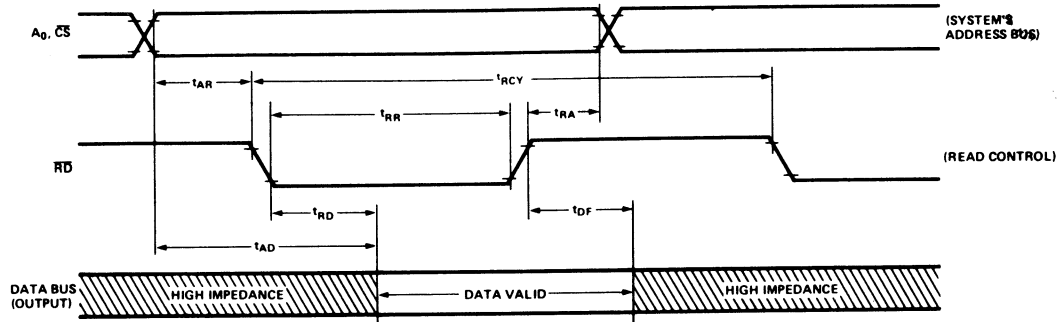 A0, CS
(SYSTEM'S
ADDRESS BUS)
tAR
tRCY
tRR
tRA
RD
(READ CONTROL)
tRD
tDF
tAD
DATA BUS
(OUTPUT)
HIGH IMPEDANCE
DATA VALID
HIGH IMPEDANCE